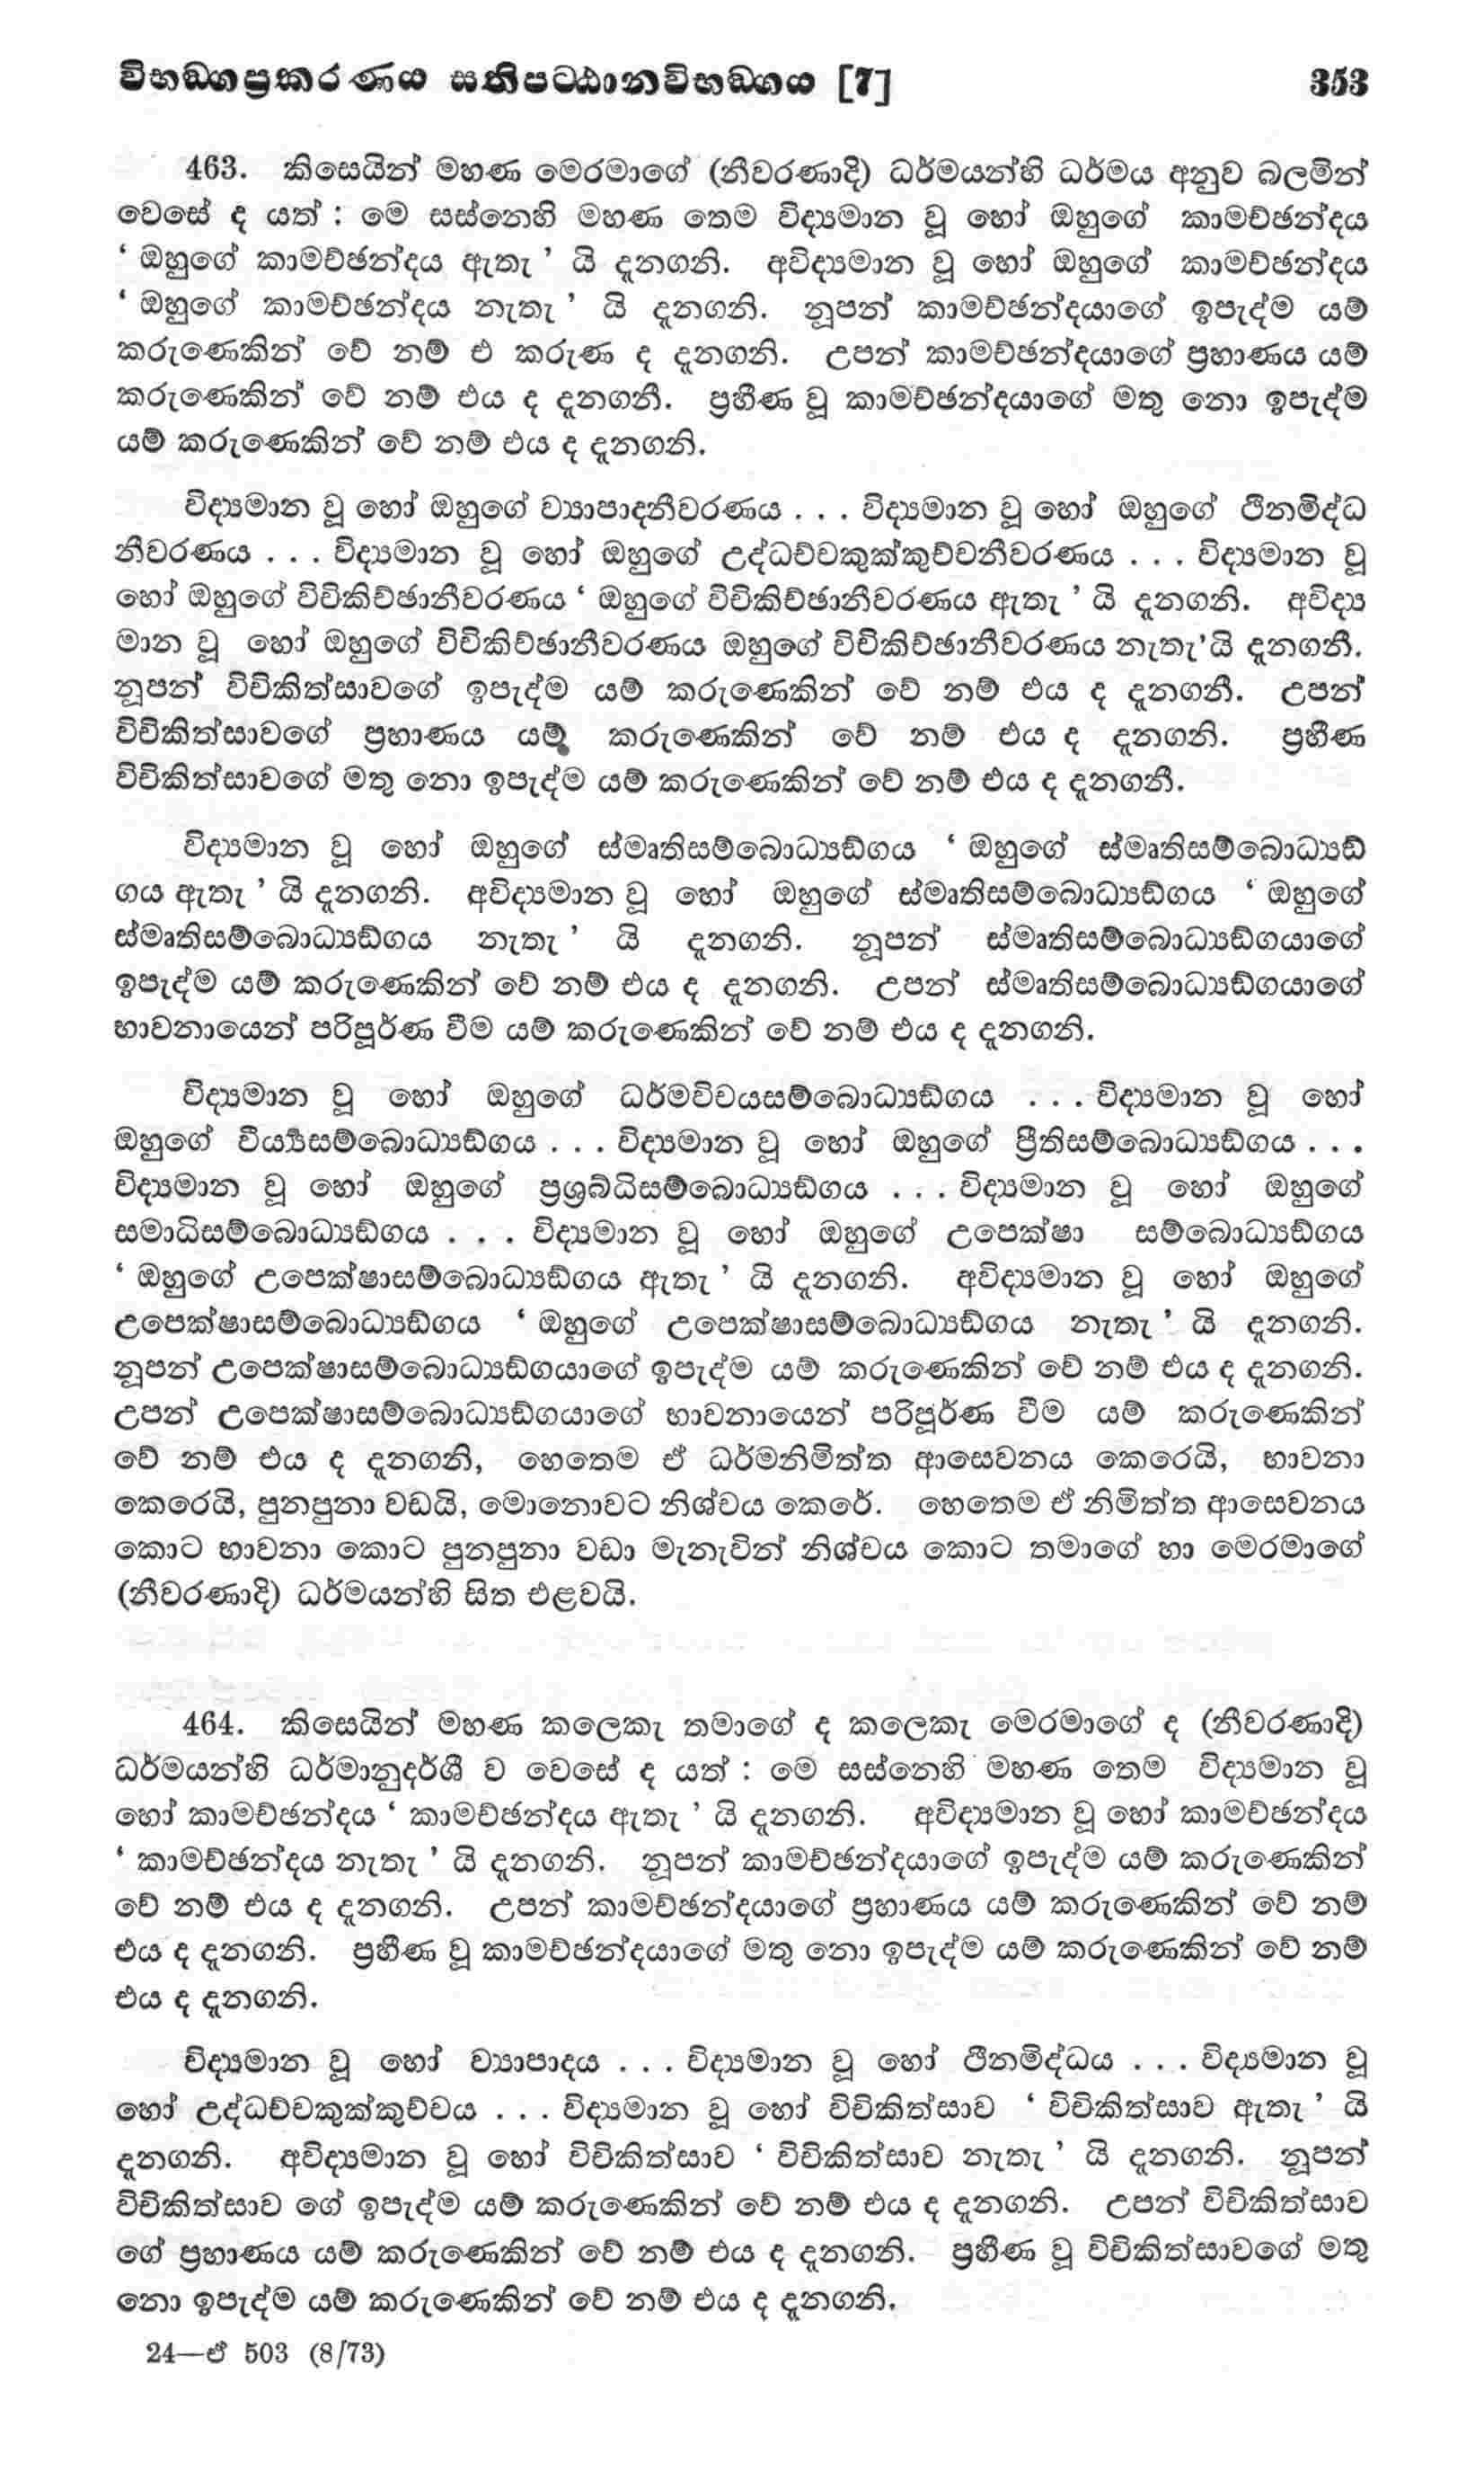 විභඞ්ගප්‍රකරණය සතිපට්ඨානවිභඞ්ගය [7] 353
463. කිසෙයින් මහණ මෙරමාගේ (නීවරණාදි) ධර්මයන්හි ධර්මය අනුව බලමින්
වෙසේ ද යත් : මෙ සස්නෙහි මහණ තෙම විද්‍යමාන වූ හෝ ඔහුගේ කාමච්ඡන්දය
‘ ඔහුගේ කාමච්ඡන්දය ඇතැ ’ යි දැනගනි. අවිද්‍යමාන වූ හෝ ඔහුගේ කාමච්ඡන්දය
‘ ඔහුගේ කාමච්ඡන්දය නැතැ ’ යි දැනගනි. නූපන් කාමච්ඡන්දයාගේ ඉපැද්ම යම්
කරුණෙකින් වේ නම් එ කරුණ ද දැනගනි. උපන් කාමච්ඡන්දයාගේ ප්‍රහාණය යම්
කරුණෙකින් වේ නම් එය ද දැනගනී. ප්‍රහීණ වූ කාමච්ඡන්දයාගේ මතු නො ඉපැද්ම
යම් කරුණෙකින් වේ නම් එය ද දැනගනි.
විද්‍යමාන වූ හෝ ඔහුගේ ව්‍යාපාදනීවරණය . . . විද්‍යමාන වූ හෝ ඔහුගේ ථිනමිද්ධ
නීවරණය . . . විද්‍යමාන වූ හෝ ඔහුගේ උද්ධච්චකුක්කුච්චනීවරණය . . . විද්‍යමාන වූ
හෝ ඔහුගේ විචිකිච්ඡානීවරණය ‘ ඔහුගේ විචිකිච්ඡානීවරණය ඇතැ ’ යි දැනගනි. අවිද්‍ය
මාන වූ හෝ ඔහුගේ විචිකිච්ඡානීවරණය ඔහුගේ විචිකිච්ඡානීවරණය නැතැ’යි දැනගනී.
නූපන් විචිකිත්සාවගේ ඉපැද්ම යම් කරුණෙකින් වේ නම් එය ද දැනගනී. උපන්
විචිකිත්සාවගේ ප්‍රහාණය යම් කරුණෙකින් වේ නම් එය ද දැනගනි. ප්‍රහීණ
විචිකිත්සාවගේ මතු නො ඉපැද්ම යම් කරුණෙකින් වේ නම් එය ද දැනගනී.
විද්‍යමාන වූ හෝ ඔහුගේ ස්මෘතිසම්බොධ්‍යඞ්ගය ‘ ඔහුගේ ස්මෘතිසම්බොධ්‍යඞ්
ගය ඇතැ ’ යි දැනගනි. අවිද්‍යමාන වූ හෝ ඔහුගේ ස්මෘතිසම්බොධ්‍යඞ්ගය ‘ ඔහුගේ
ස්මෘතිසම්බොධ්‍යඞ්ගය නැතැ ’ යි දැනගනි. නූපන් ස්මෘතිසම්බොධ්‍යඞ්ගයාගේ
ඉපැද්ම යම් කරුණෙකින් වේ නම් එය ද දැනගනි. උපන් ස්මෘතිසම්බොධ්‍යඞ්ගයාගේ
භාවනායෙන් පරිපූර්ණ වීම යම් කරුණෙකින් වේ නම් එය ද දැනගනි.
විද්‍යමාන වූ හෝ ඔහුගේ ධර්මවිචයසම්බොධ්‍යඞ්ගය . . . විද්‍යමාන වූ හෝ
ඔහුගේ වීර්‍ය්‍යසම්බොධ්‍යඞ්ගය . . . විද්‍යමාන වූ හෝ ඔහුගේ ප්‍රීතිසම්බොධ්‍යඞ්ගය . . .
විද්‍යමාන වූ හෝ ඔහුගේ ප්‍රශ්‍රබ්ධිසම්බොධ්‍යඞ්ගය . . . විද්‍යමාන වූ හෝ ඔහුගේ
සමාධිසම්බොධ්‍යඞ්ගය . . . විද්‍යමාන වූ හෝ ඔහුගේ උපෙක්ෂා සම්බොධ්‍යඞ්ගය
‘ ඔහුගේ උපෙක්ෂාසම්බොධ්‍යඞ්ගය ඇතැ ’ යි දැනගනි. අවිද්‍යමාන වූ හෝ ඔහුගේ
උපෙක්ෂාසම්බොධ්‍යඞ්ගය ‘ ඔහුගේ උපෙක්ෂාසම්බොධ්‍යඞ්ගය නැතැ ’ යි දැනගනි.
නූපන් උපෙක්ෂාසම්බොධ්‍යඞ්ගයාගේ ඉපැද්ම යම් කරුණෙකින් වේ නම් එය ද දැනගනි.
උපන් උපෙක්ෂාසම්බොධ්‍යඞ්ගයාගේ භාවනායෙන් පරිපූර්ණ වීම යම් කරුණෙකින්
වේ නම් එය ද දැනගනි, හෙතෙම ඒ ධර්මනිමිත්ත ආසෙවනය කෙරෙයි, භාවනා
කෙරෙයි, පුනපුනා වඩයි, මොනොවට නිශ්චය කෙරේ. හෙතෙම ඒ නිමිත්ත ආසෙවනය
කොට භාවනා කොට පුනපුනා වඩා මැනැවින් නිශ්චය කොට තමාගේ හා මෙරමාගේ
(නීවරණාදි) ධර්මයන්හි සිත එළවයි.
464. කිසෙයින් මහණ කලෙකැ තමාගේ ද කලෙකැ මෙරමාගේ ද (නීවරණාදි)
ධර්මයන්හි ධර්මානුදර්ශී ව වෙසේ ද යත් : මෙ සස්නෙහි මහණ තෙම විද්‍යමාන වූ
හෝ කාමච්ඡන්දය ‘ කාමච්ඡන්දය ඇතැ ’ යි දැනගනි. අවිද්‍යමාන වූ හෝ කාමච්ඡන්දය
‘ කාමච්ඡන්දය නැතැ ’ යි දැනගනි. නූපන් කාමච්ඡන්දයාගේ ඉපැද්ම යම් කරුණෙකින්
වේ නම් එය ද දැනගනි. උපන් කාමච්ඡන්දයාගේ ප්‍රහාණය යම් කරුණෙකින් වේ නම්
එය ද දැනගනි. ප්‍රහීණ වූ කාමච්ඡන්දයාගේ මතු නො ඉපැද්ම යම් කරුණෙකින් වේ නම්
එය ද දැනගනි.
විද්‍යමාන වූ හෝ ව්‍යාපාදය . . . විද්‍යමාන වූ හෝ ථීනමිද්ධය . . . විද්‍යමාන වූ
හෝ උද්ධච්චකුක්කුච්චය . . . විද්‍යමාන වූ හෝ විචිකිත්සාව ‘ විචිකිත්සාව ඇතැ ’ යි
දැනගනි. අවිද්‍යමාන වූ හෝ විචිකිත්සාව ‘ විචිකිත්සාව නැතැ ’ යි දැනගනි. නූපන්
විචිකිත්සාව ගේ ඉපැද්ම යම් කරුණෙකින් වේ නම් එය ද දැනගනි. උපන් විචිකිත්සාව
ගේ ප්‍රහාණය යම් කරුණෙකින් වේ නම් එය ද දැනගනි. ප්‍රහීණ වූ විචිකිත්සාවගේ මතු
නො ඉපැද්ම යම් කරුණෙකින් වේ නම් එය ද දැනගනි.
24—ඒ 503 (8/73)